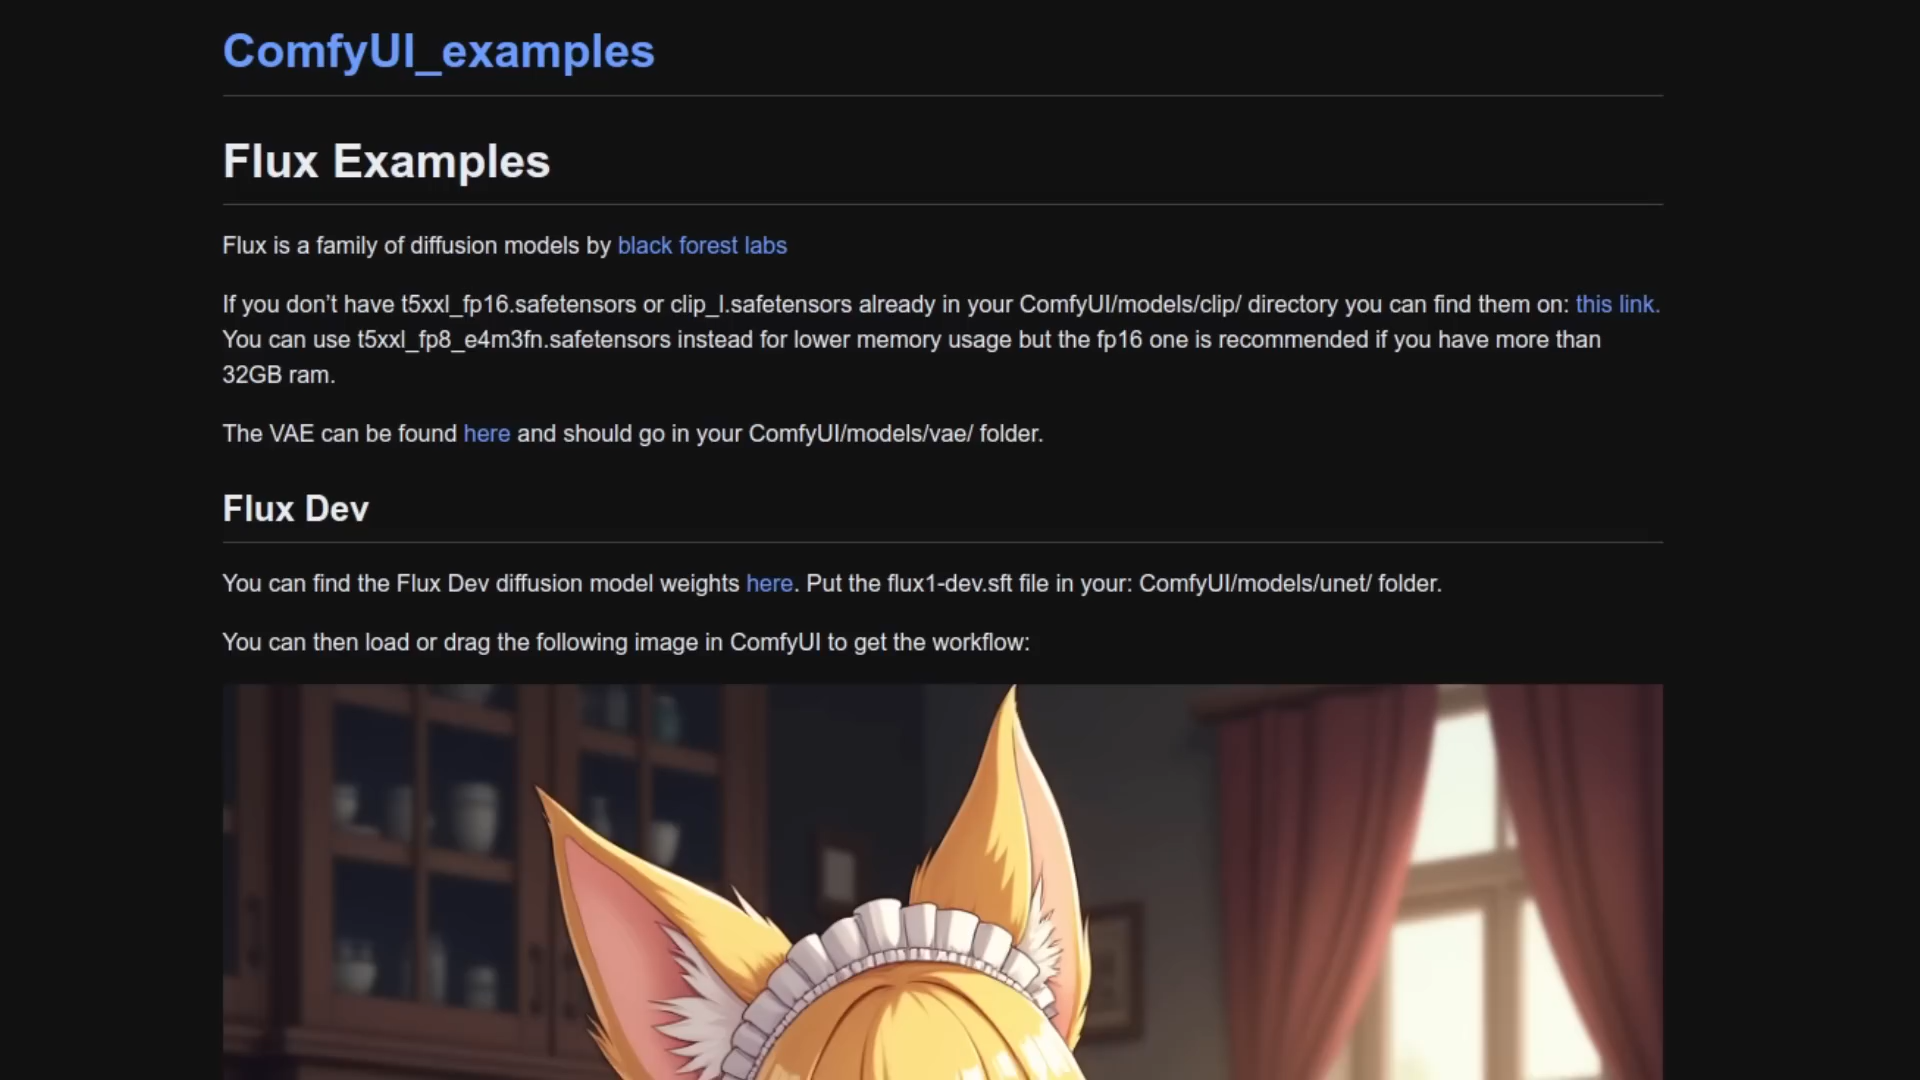 ComfyUI_examples
Flux Examples
Flux is a family of diffusion models by black forest labs
If you don’t have t5xxl_fp16.safetensors or clip_l.safetensors already in your ComfyUI/models/clip/ directory you can find them on: this link.
You can use t5xxl_fp8_e4m3fn.safetensors instead for lower memory usage but the fp16 one is recommended if you have more than
32GB ram.
The VAE can be found here and should go in your ComfyUI/models/vae/ folder.
Flux Dev
You can find the Flux Dev diffusion model weights here. Put the flux1-dev.sft file in your: ComfyUI/models/unet/ folder.
You can then load or drag the following image in ComfyUI to get the workflow: